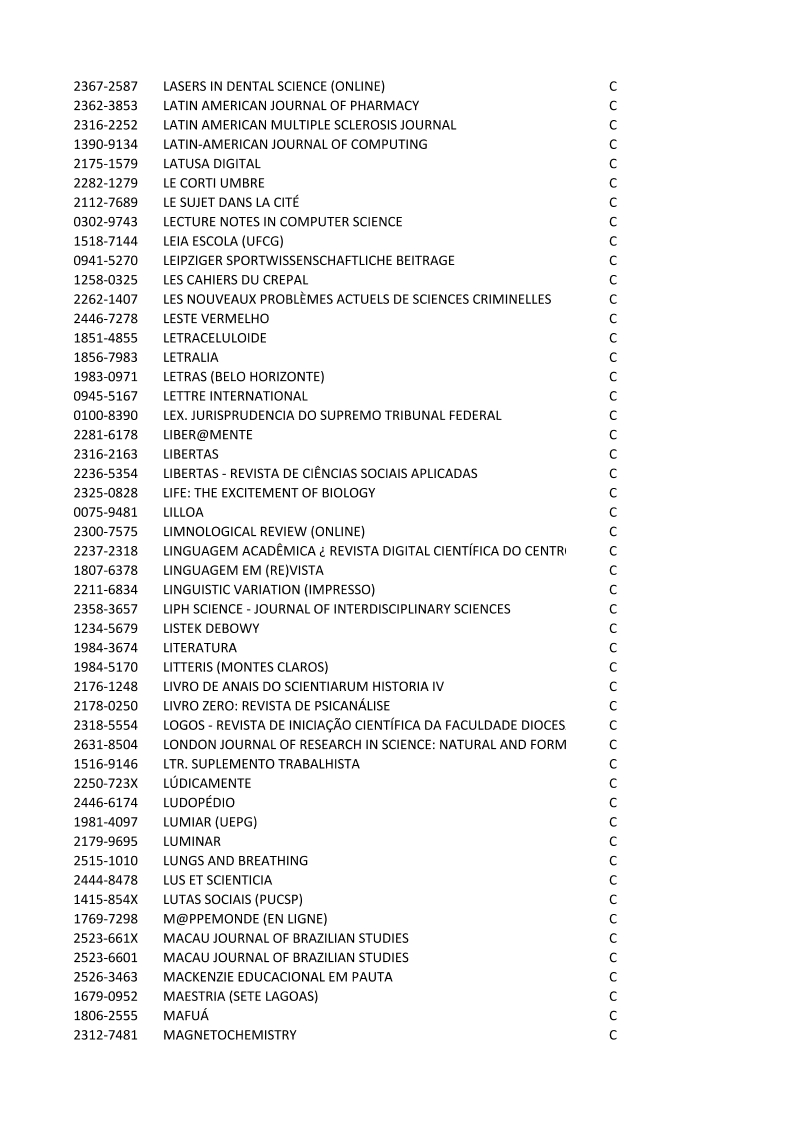 2367-2587 LASERS IN DENTAL SCIENCE (ONLINE) C
2362-3853 LATIN AMERICAN JOURNAL OF PHARMACY C
2316-2252 LATIN AMERICAN MULTIPLE SCLEROSIS JOURNAL C
1390-9134 LATIN-AMERICAN JOURNAL OF COMPUTING C
2175-1579 LATUSA DIGITAL C
2282-1279 LE CORTI UMBRE C
2112-7689 LE SUJET DANS LA CITÉ C
0302-9743 LECTURE NOTES IN COMPUTER SCIENCE C
1518-7144 LEIA ESCOLA (UFCG) C
0941-5270 LEIPZIGER SPORTWISSENSCHAFTLICHE BEITRAGE C
1258-0325 LES CAHIERS DU CREPAL C
2262-1407 LES NOUVEAUX PROBLÈMES ACTUELS DE SCIENCES CRIMINELLES C
2446-7278 LESTE VERMELHO C
1851-4855 LETRACELULOIDE C
1856-7983 LETRALIA C
1983-0971 LETRAS (BELO HORIZONTE) C
0945-5167 LETTRE INTERNATIONAL C
0100-8390 LEX. JURISPRUDENCIA DO SUPREMO TRIBUNAL FEDERAL C
2281-6178 LIBER@MENTE C
2316-2163 LIBERTAS C
2236-5354 LIBERTAS - REVISTA DE CIÊNCIAS SOCIAIS APLICADAS C
2325-0828 LIFE: THE EXCITEMENT OF BIOLOGY C
0075-9481 LILLOA C
2300-7575 LIMNOLOGICAL REVIEW (ONLINE) C
2237-2318 LINGUAGEM ACADÊMICA ¿ REVISTA DIGITAL CIENTÍFICA DO CENTR C
1807-6378 LINGUAGEM EM (RE)VISTA C
2211-6834 LINGUISTIC VARIATION (IMPRESSO) C
2358-3657 LIPH SCIENCE - JOURNAL OF INTERDISCIPLINARY SCIENCES C
1234-5679 LISTEK DEBOWY C
1984-3674 LITERATURA C
1984-5170 LITTERIS (MONTES CLAROS) C
2176-1248 LIVRO DE ANAIS DO SCIENTIARUM HISTORIA IV C
2178-0250 LIVRO ZERO: REVISTA DE PSICANÁLISE C
2318-5554 LOGOS - REVISTA DE INICIAÇÃO CIENTÍFICA DA FACULDADE DIOCES C
2631-8504 LONDON JOURNAL OF RESEARCH IN SCIENCE: NATURAL AND FORM C
1516-9146 LTR. SUPLEMENTO TRABALHISTA C
2250-723X LÚDICAMENTE C
2446-6174 LUDOPÉDIO C
1981-4097 LUMIAR (UEPG) C
2179-9695 LUMINAR C
2515-1010 LUNGS AND BREATHING C
2444-8478 LUS ET SCIENTICIA C
1415-854X LUTAS SOCIAIS (PUCSP) C
1769-7298 M@PPEMONDE (EN LIGNE) C
2523-661X MACAU JOURNAL OF BRAZILIAN STUDIES C
2523-6601 MACAU JOURNAL OF BRAZILIAN STUDIES C
2526-3463 MACKENZIE EDUCACIONAL EM PAUTA C
1679-0952 MAESTRIA (SETE LAGOAS) C
1806-2555 MAFUÁ C
2312-7481 MAGNETOCHEMISTRY C